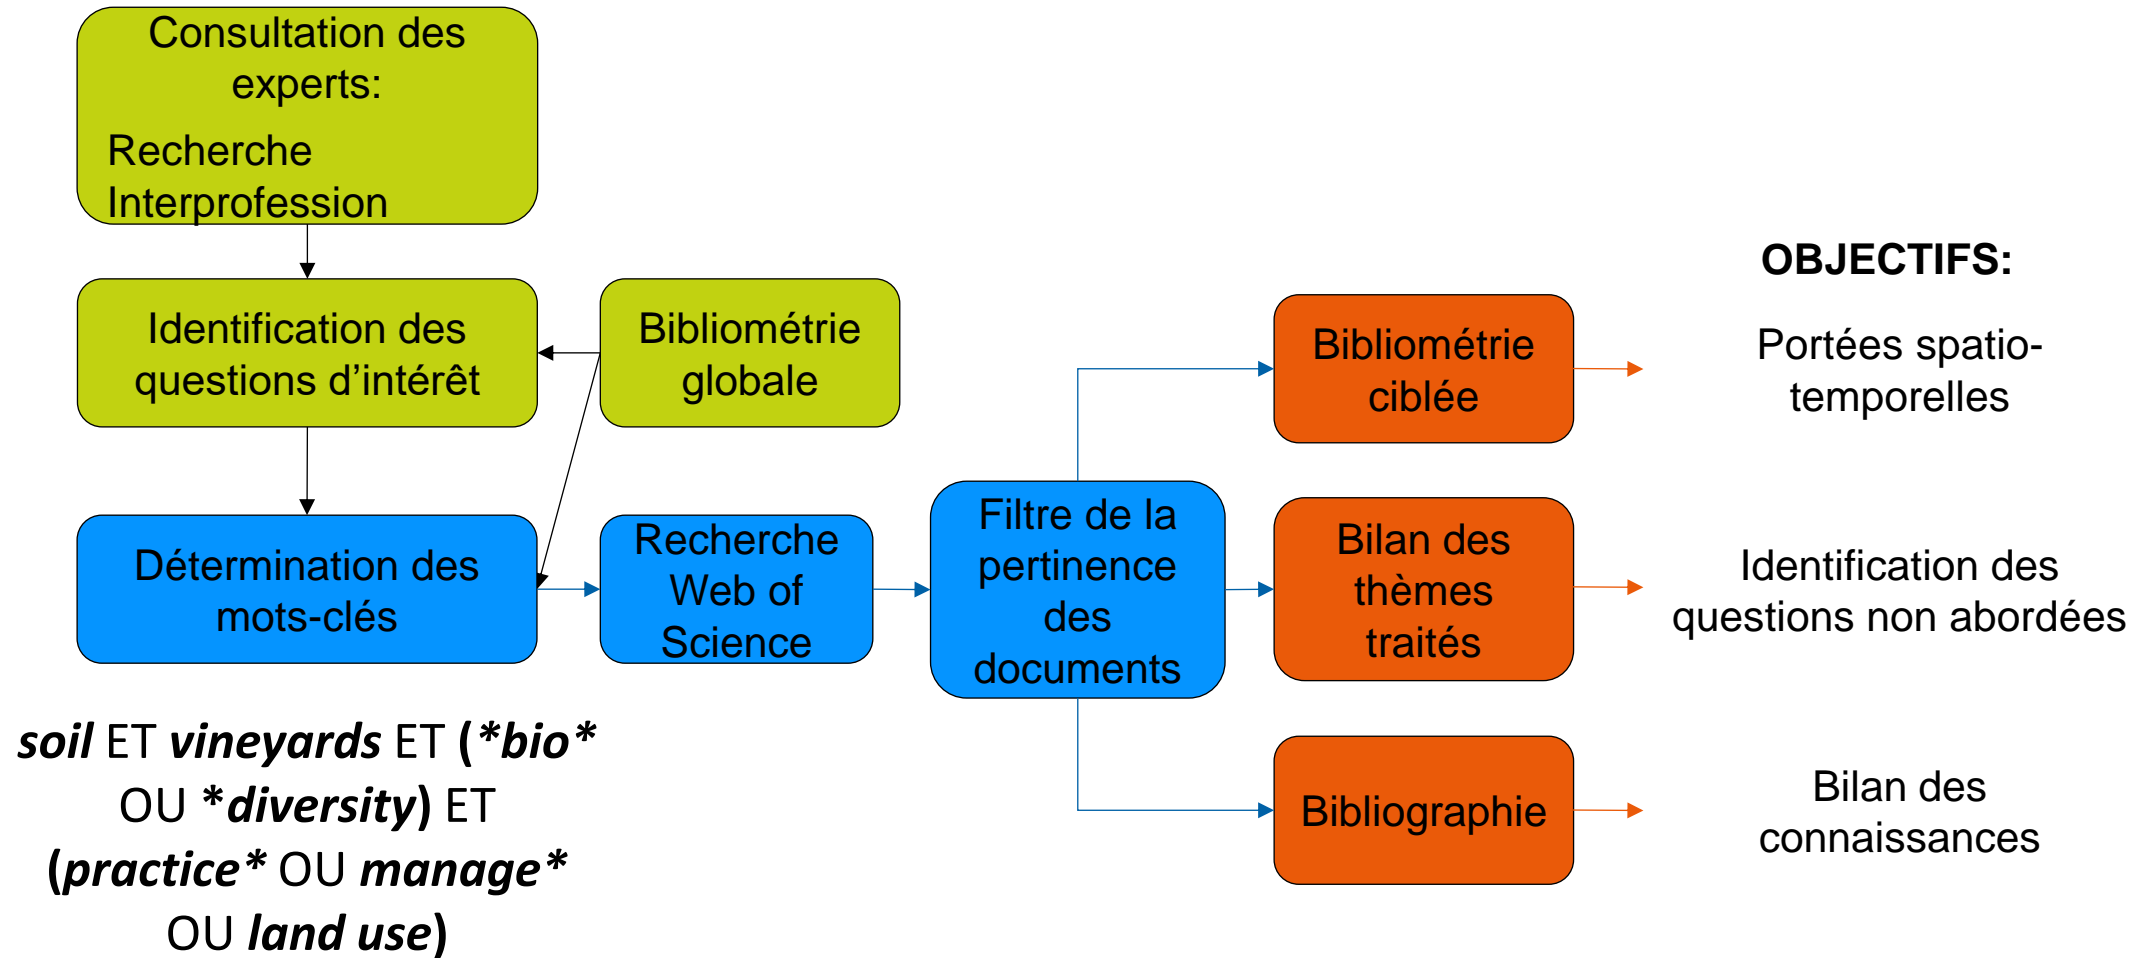 Consultation des
experts:
Recherche
Interprofession
Identification des
questions d'intérêt
Bibliométrie
globale
Détermination des
mots-clés
Recherche
Web of
Science
Filtre de la
pertinence
des
documents
Bibliométrie
ciblée
Bilan des
thèmes
traités
Bibliographie
OBJECTIFS:
Portées spatio-
temporelles
Identification des
questions non abordées
Bilan des
connaissances
soil ET vineyards ET (*bio*
OU *diversity) ET
(practice* OU manage*
OU land use)